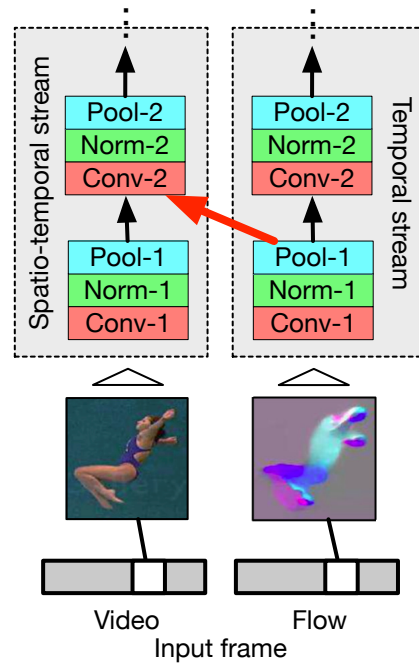 Spatio-temporal stream
Pool-2
Norm-2
Conv-2
Pool-1
Norm-1
Conv-1
Pool-2
Norm-2
Conv-2
Pool-1
Norm-1
Conv-1
Temporal stream
Video
Flow
Input frame